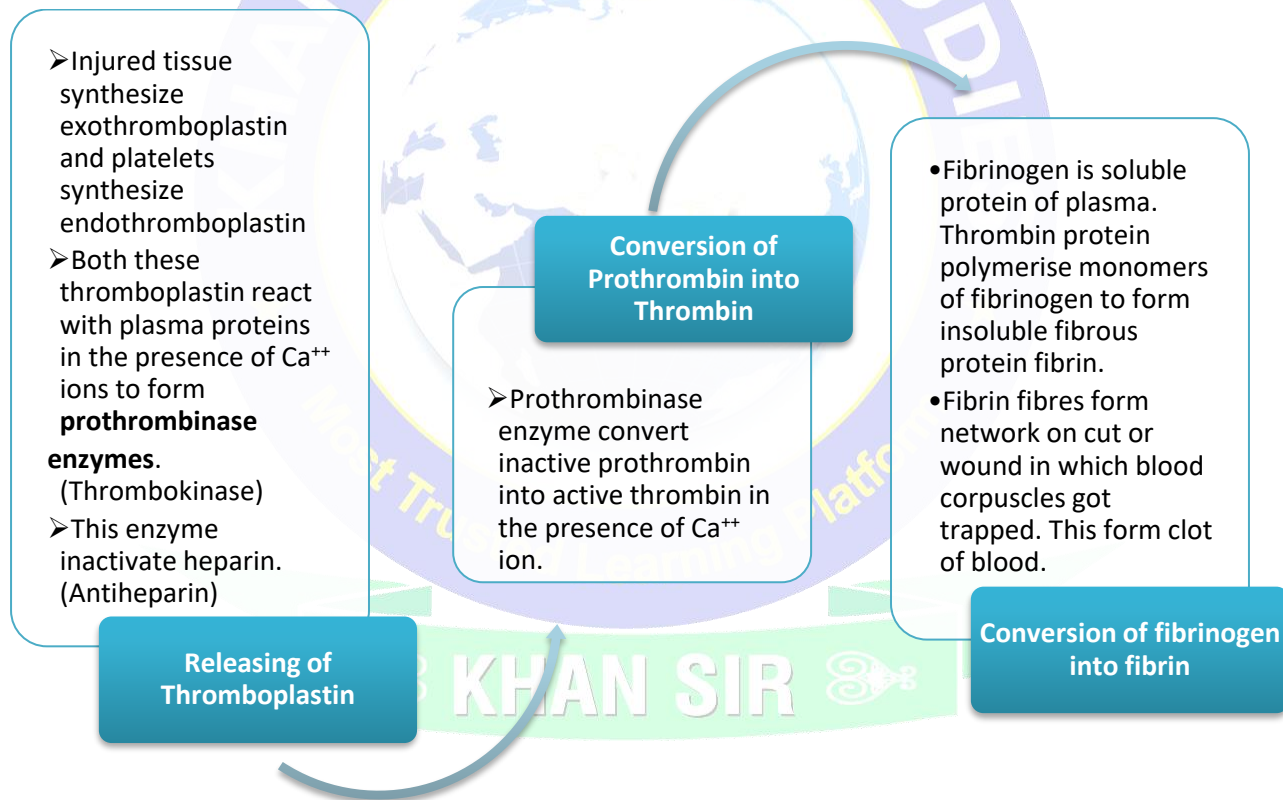 ➢Injured tissue
synthesize
exothromboplastin
and platelets
synthesize
endothromboplastin
➢Both these
thromboplastin react
with plasma proteins
in the presence of Ca⁺⁺
ions to form
prothrombinase
enzymes.
(Thrombokinase)
➢This enzyme
inactivate heparin.
(Antiheparin)
Releasing of
Thromboplastin
Conversion of
Prothrombin into
Thrombin
➢Prothrombinase
enzyme convert
inactive prothrombin
into active thrombin in
the presence of Ca⁺⁺
ion.
•Fibrinogen is soluble
protein of plasma.
Thrombin protein
polymerise monomers
of fibrinogen to form
insoluble fibrous
protein fibrin.
•Fibrin fibres form
network on cut or
wound in which blood
corpuscles got
trapped. This form clot
of blood.
Conversion of fibrinogen
into fibrin
Most Trusted Learning Platform
KHAN SIR